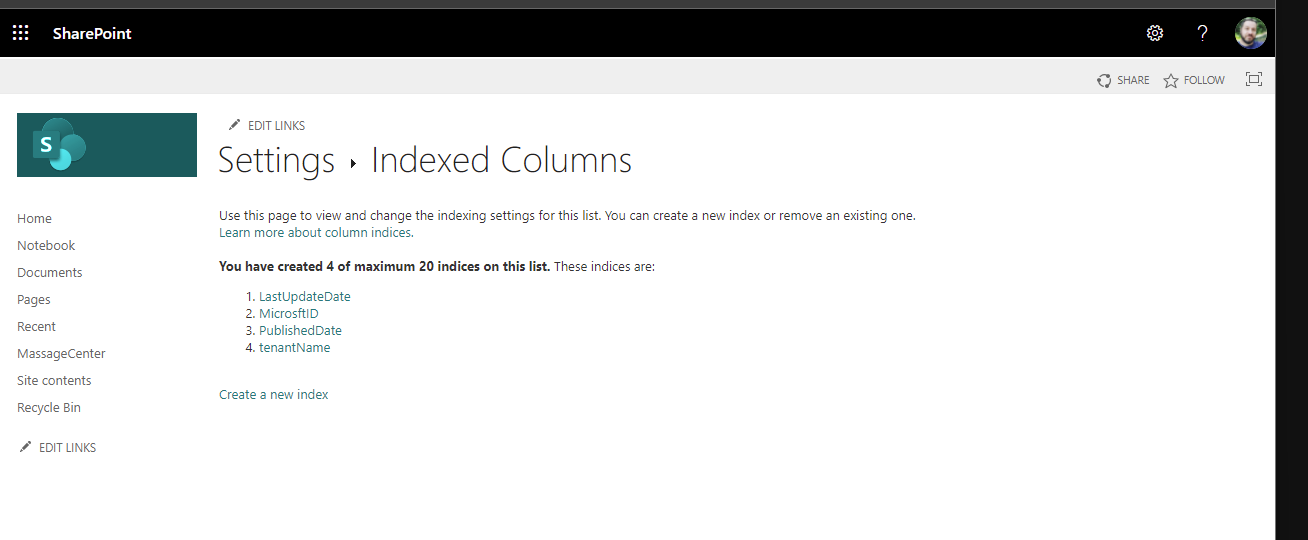 SharePoint
?
SHARE
FOLLOW
S
EDIT LINKS
Settings ▸ Indexed Columns
Home
Notebook
Documents
Pages
Recent
MassageCenter
Site contents
Recycle Bin
EDIT LINKS
Use this page to view and change the indexing settings for this list. You can create a new index or remove an existing one.
Learn more about column indices.
You have created 4 of maximum 20 indices on this list. These indices are:
1. LastUpdateDate
2. MicrosftID
3. PublishedDate
4. tenantName
Create a new index